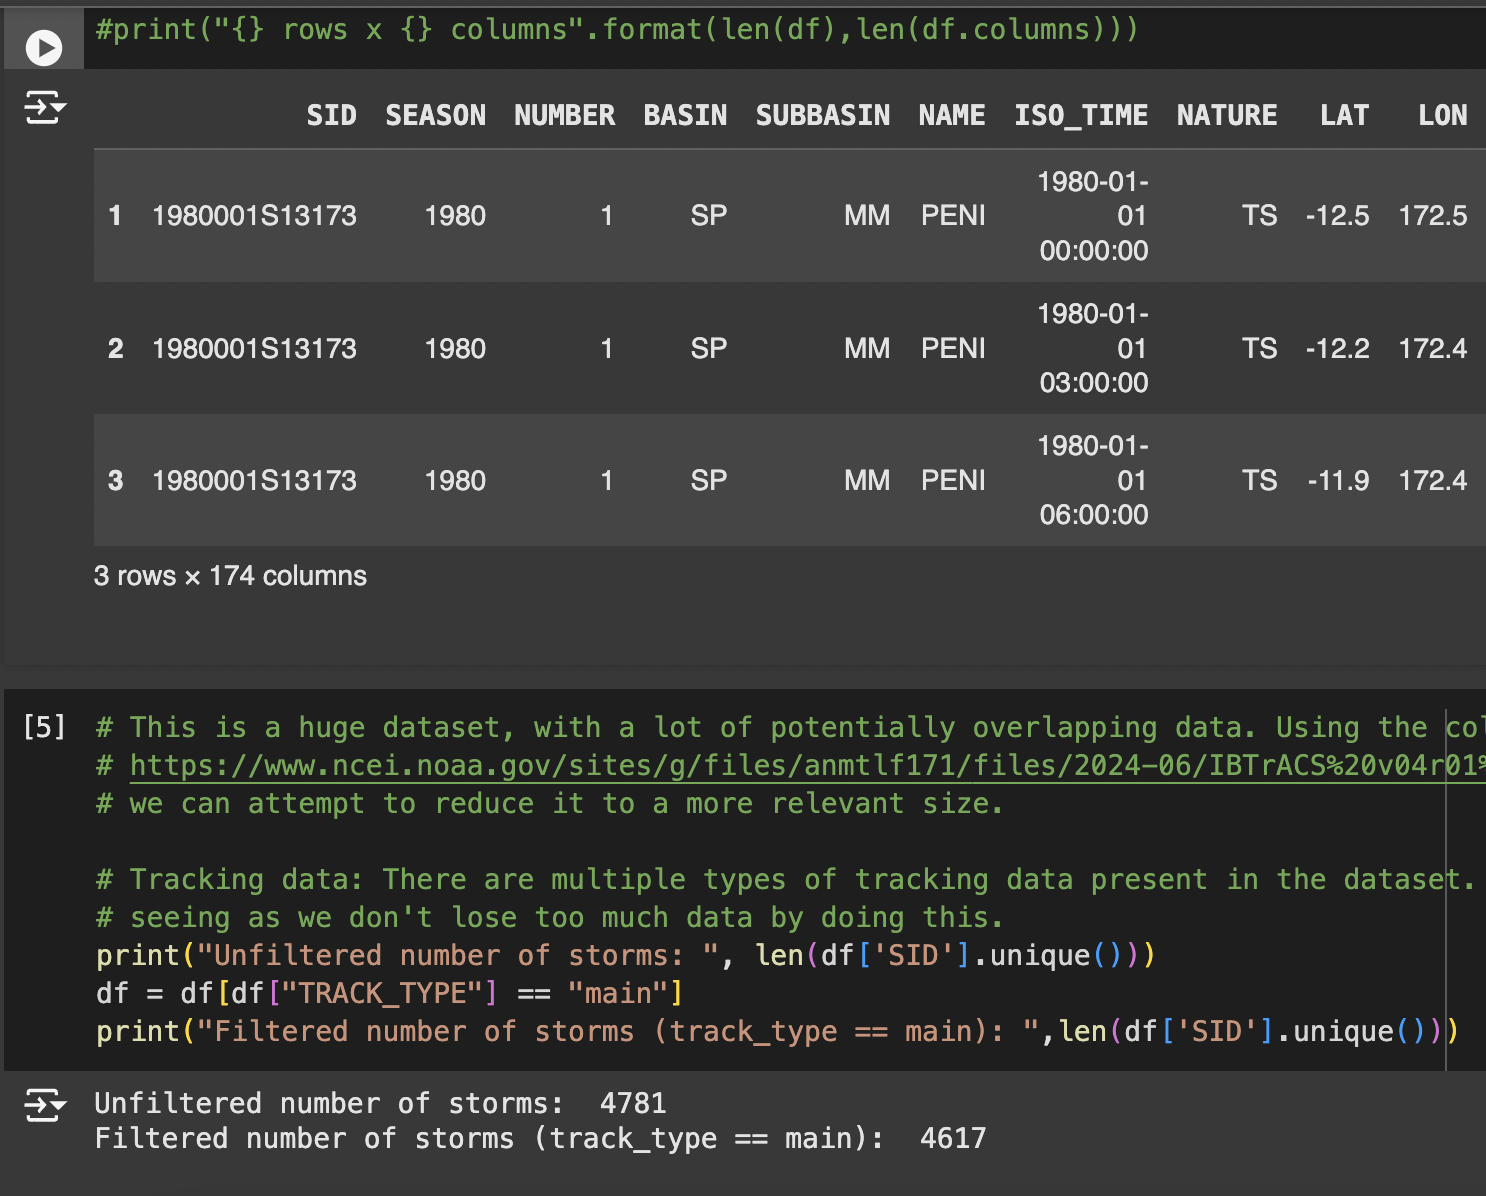 #print("{} rows x {} columns".format(len(df),len(df.columns)))
SID SEASON NUMBER BASIN SUBBASIN NAME ISO_TIME NATURE LAT LON
1 1980001S13173 1980 1 SP MM PENI 1980-01-01 00:00:00 TS -12.5 172.5
2 1980001S13173 1980 1 SP MM PENI 1980-01-01 03:00:00 TS -12.2 172.4
3 1980001S13173 1980 1 SP MM PENI 1980-01-01 06:00:00 TS -11.9 172.4
3 rows × 174 columns
[5] # This is a huge dataset, with a lot of potentially overlapping data. Using the col
# https://www.ncei.noaa.gov/sites/g/files/anmtlf171/files/2024-06/IBTrACS%20v04r01%
# we can attempt to reduce it to a more relevant size.
# Tracking data: There are multiple types of tracking data present in the dataset.
# seeing as we don't lose too much data by doing this.
print("Unfiltered number of storms: ", len(df['SID'].unique()))
df = df[df["TRACK_TYPE"] == "main"]
print("Filtered number of storms (track_type == main): ",len(df['SID'].unique()))
Unfiltered number of storms:  4781
Filtered number of storms (track_type == main):  4617